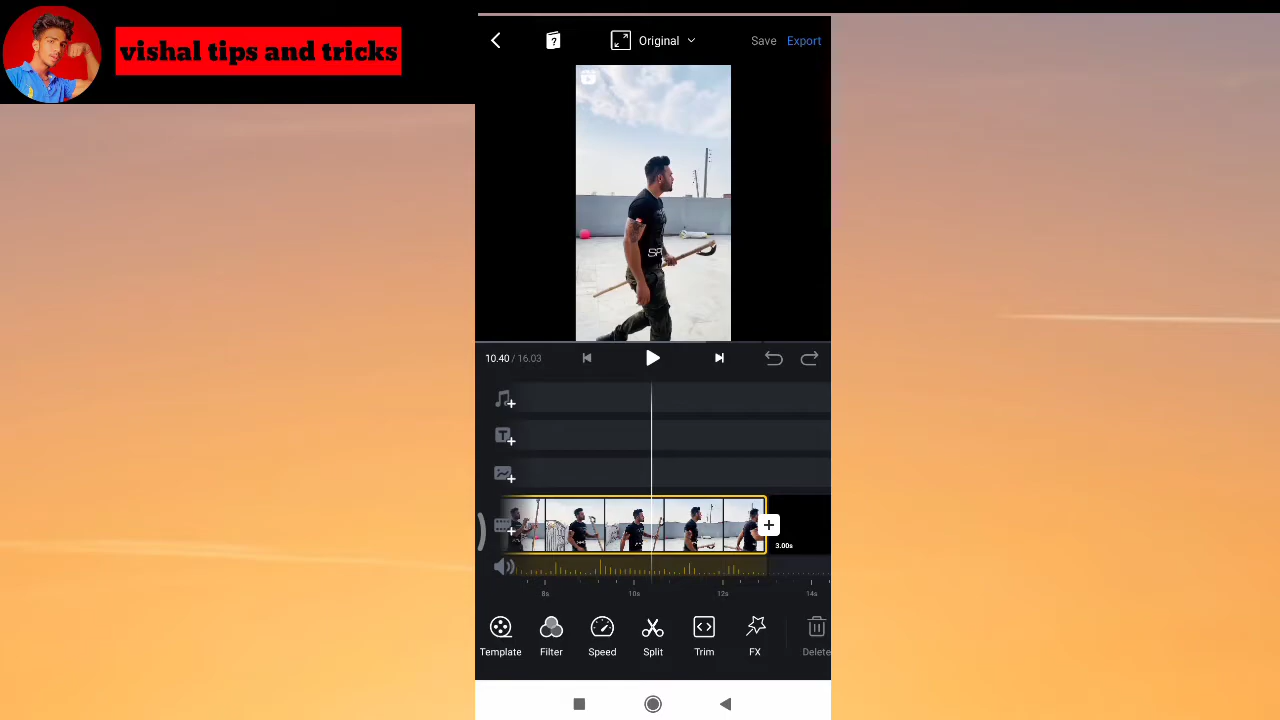 vishal tips and tricks
Original
Save
Export
10.40 / 16.03
3.00s
8s
10s
12s
14s
Template
Filter
Speed
Split
Trim
FX
Delete